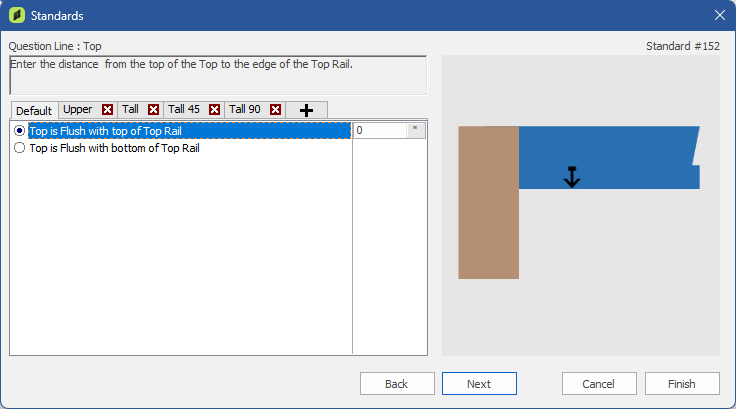 Standards
Question Line : Top
Standard #152
Enter the distance  from the top of the Top to the edge of the Top Rail.
Default Upper Tall Tall 45 Tall 90
Top is Flush with top of Top Rail 0 "
Top is Flush with bottom of Top Rail
Back Next Cancel Finish